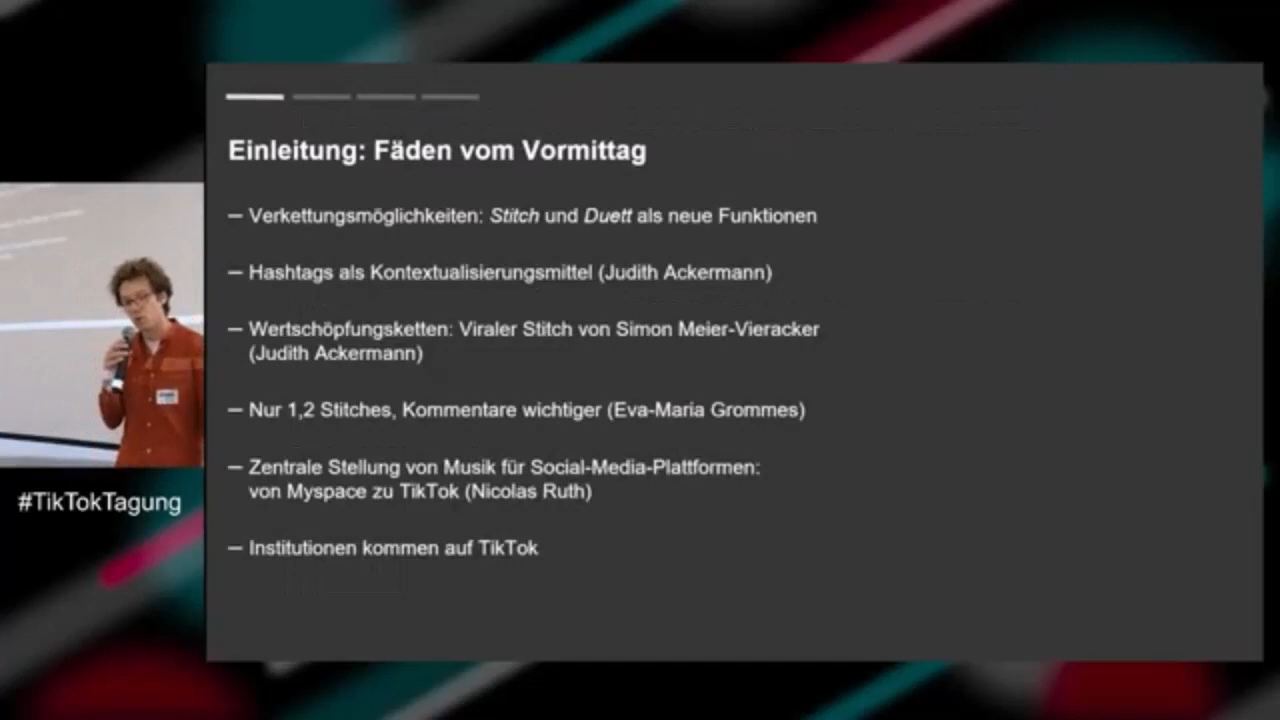 Einleitung: Fäden vom Vormittag
— Verkettungsmöglichkeiten: Stitch und Duett als neue Funktionen
— Hashtags als Kontextualisierungsmittel (Judith Ackermann)
— Wertschöpfungsketten: Viraler Stitch von Simon Meier-Vieracker
(Judith Ackermann)
— Nur 1,2 Stitches, Kommentare wichtiger (Eva-Maria Grommes)
— Zentrale Stellung von Musik für Social-Media-Plattformen:
von Myspace zu TikTok (Nicolas Ruth)
— Institutionen kommen auf TikTok
#TikTokTagung